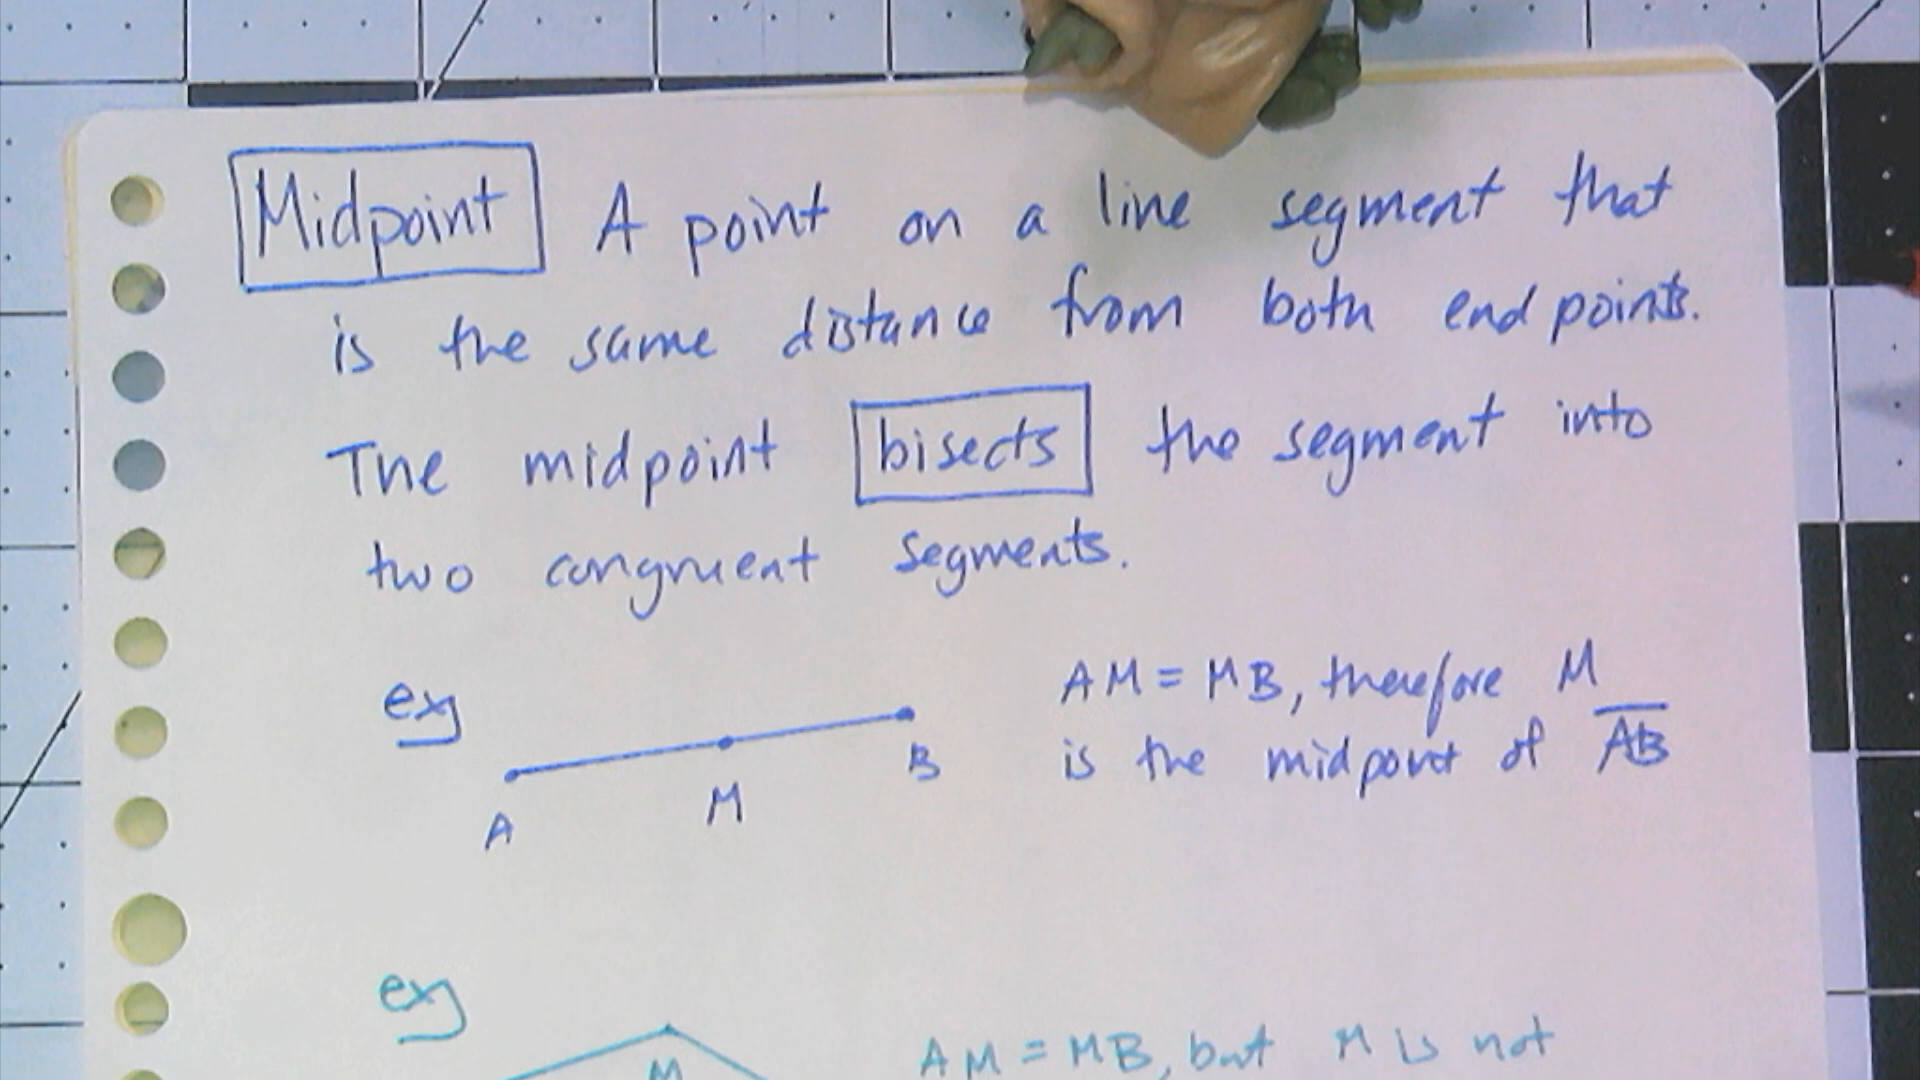 Midpoint A point on a line segment that
is the same distance from both endpoints.
The midpoint bisects the segment into
two congruent segments.
ex
A M B
AM = MB, therefore M
is the midpoint of AB
ex
M
AM = MB, but M is not